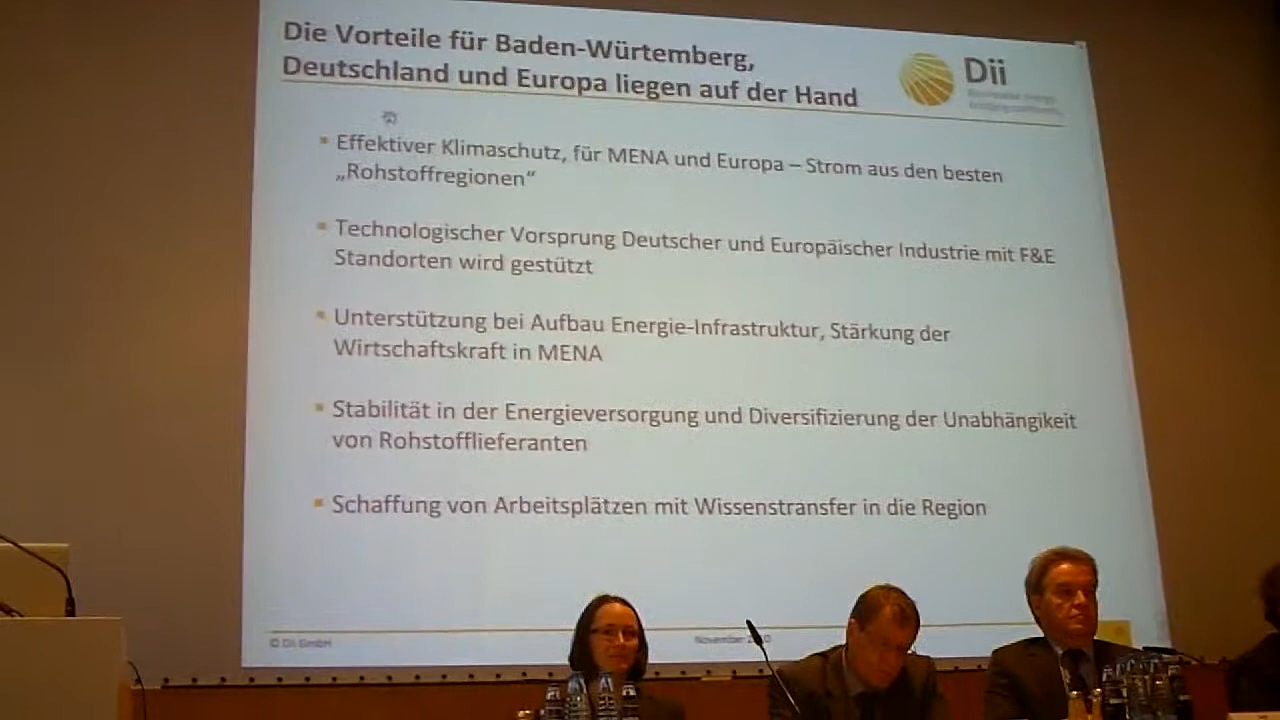 Die Vorteile für Baden-Würtemberg,
Deutschland und Europa liegen auf der Hand
Dii
Renewable energy
▪ Effektiver Klimaschutz, für MENA und Europa – Strom aus den besten
„Rohstoffregionen“
▪ Technologischer Vorsprung Deutscher und Europäischer Industrie mit F&E
Standorten wird gestützt
▪ Unterstützung bei Aufbau Energie-Infrastruktur, Stärkung der
Wirtschaftskraft in MENA
▪ Stabilität in der Energieversorgung und Diversifizierung der Unabhängikeit
von Rohstofflieferanten
▪ Schaffung von Arbeitsplätzen mit Wissenstransfer in die Region
© Dii GmbH
November